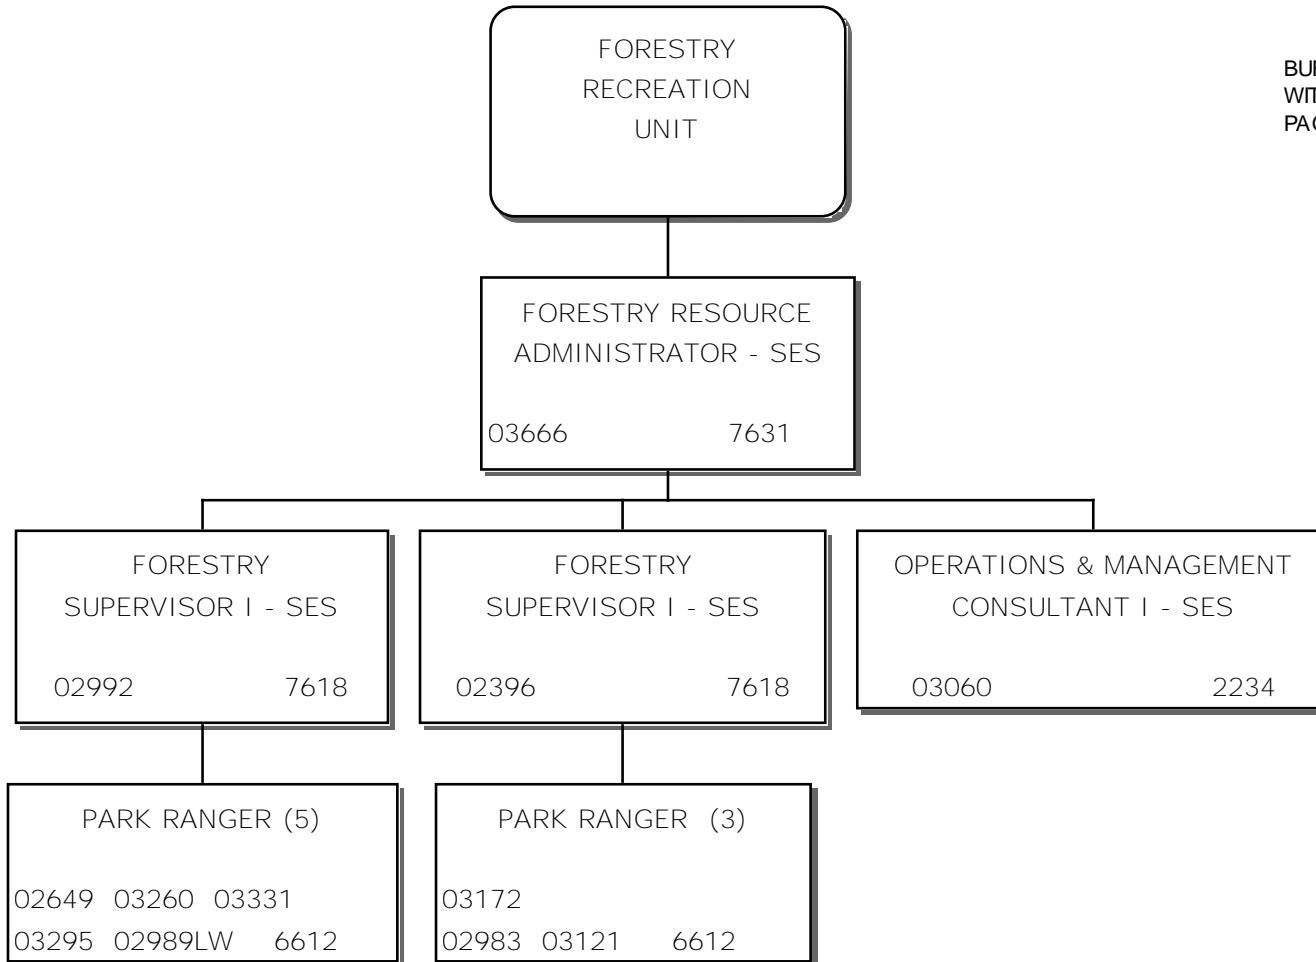 FORESTRY
RECREATION
UNIT
FORESTRY RESOURCE
ADMINISTRATOR - SES
03666 7631
FORESTRY
SUPERVISOR I - SES
02992 7618
FORESTRY
SUPERVISOR I - SES
02396 7618
OPERATIONS & MANAGEMENT
CONSULTANT I - SES
03060 2234
PARK RANGER (5)
02649 03260 03331
03295 02989LW 6612
PARK RANGER (3)
03172
02983 03121 6612